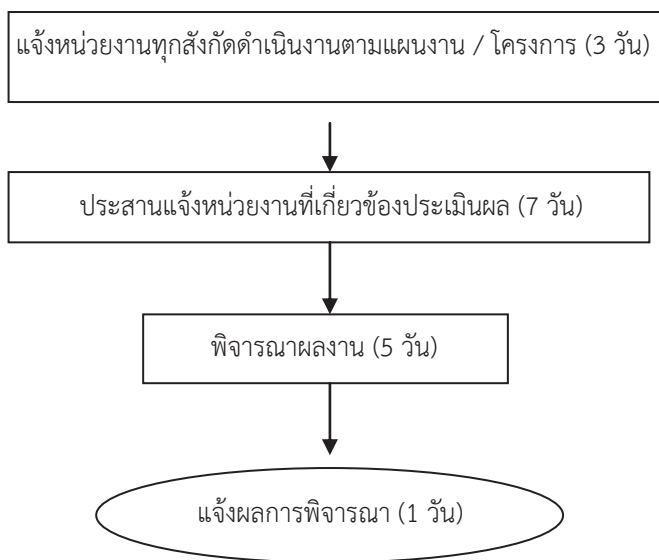 แจ้งหน่วยงานทุกสังกัดดำเนินงานตามแผนงาน / โครงการ (3 วัน)
ประสานแจ้งหน่วยงานที่เกี่ยวข้องประเมินผล (7 วัน)
พิจารณาผลงาน (5 วัน)
แจ้งผลการพิจารณา (1 วัน)